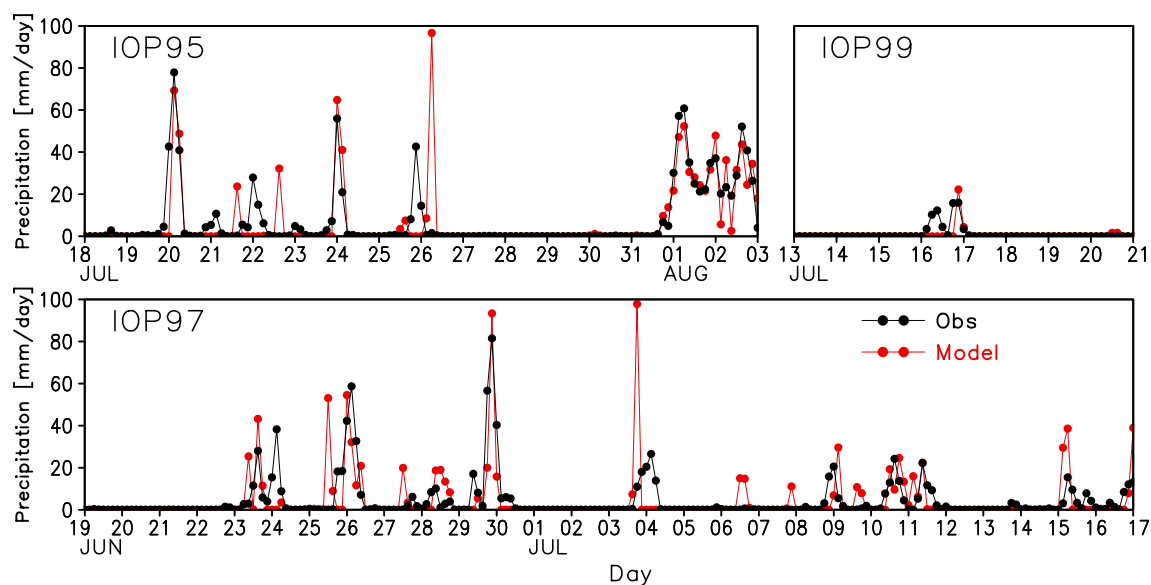 Precipitation [mm/day]
100
80
60
40
20
0
IOP95
18 19 20 21 22 23 24 25 26 27 28 29 30 31 01 02 03
JUL AUG
IOP99
13 14 15 16 17 18 19 20 21
JUL
Precipitation [mm/day]
100
80
60
40
20
0
IOP97
Obs
Model
19 20 21 22 23 24 25 26 27 28 29 30 01 02 03 04 05 06 07 08 09 10 11 12 13 14 15 16 17
JUN JUL
Day